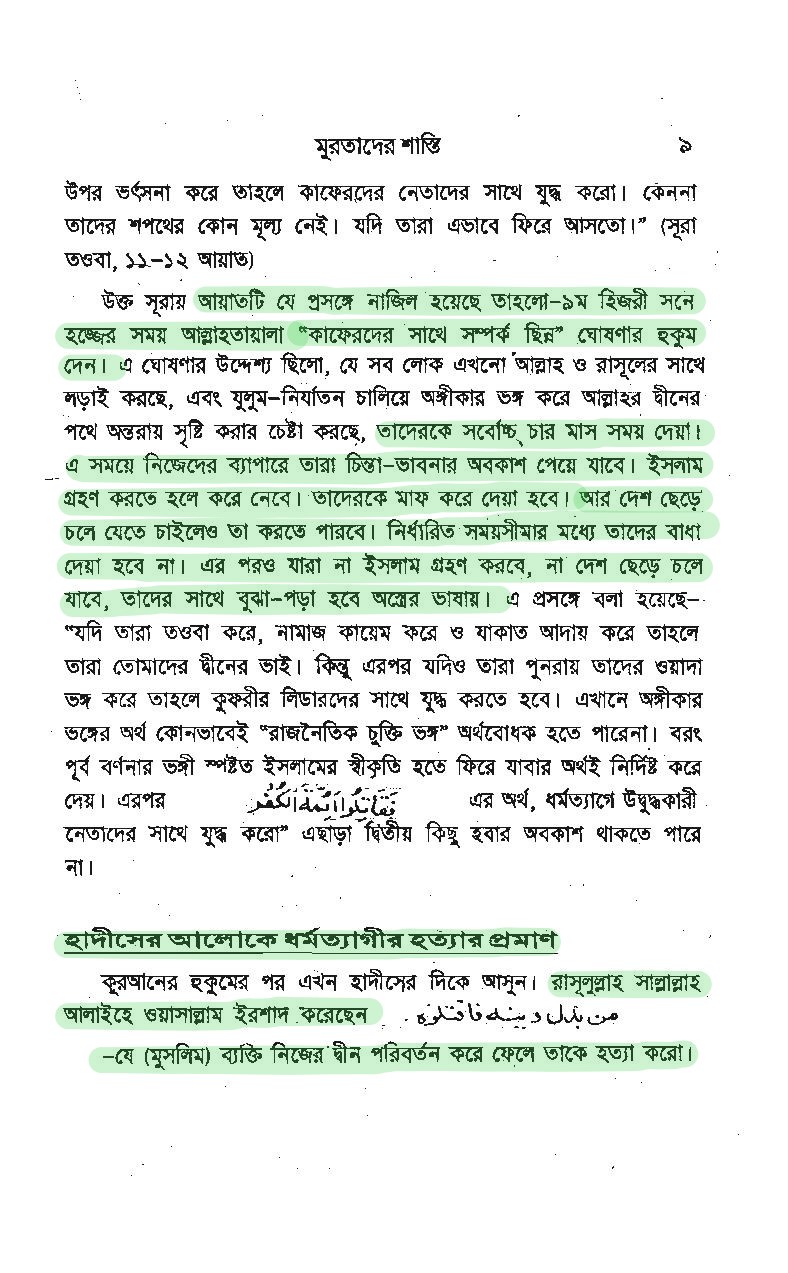 মুরতাদের শাস্তি ৯
উপর ভর্ৎসনা করে তাহলে কাফেরদের নেতাদের সাথে যুদ্ধ করো। কেননা
তাদের শপথের কোন মূল্য নেই। যদি তারা এভাবে ফিরে আসতো।” (সূরা
তওবা, ১১-১২ আয়াত)
উক্ত সূরায় আয়াতটি যে প্রসঙ্গে নাজিল হয়েছে তাহলো-৯ম হিজরী সনে
হজ্জের সময় আল্লাহতায়ালা “কাফেরদের সাথে সম্পর্ক ছিন্ন” ঘোষণার হুকুম
দেন। এ ঘোষণার উদ্দেশ্য ছিলো, যে সব লোক এখনো আল্লাহ ও রাসূলের সাথে
লড়াই করছে, এবং যুলুম-নির্যাতন চালিয়ে অঙ্গীকার ভঙ্গ করে আল্লাহর দ্বীনের
পথে অন্তরায় সৃষ্টি করার চেষ্টা করছে, তাদেরকে সর্বোচ্চ চার মাস সময় দেয়া।
এ সময়ে নিজেদের ব্যাপারে তারা চিন্তা-ভাবনার অবকাশ পেয়ে যাবে। ইসলাম
গ্রহণ করতে হলে করে নেবে। তাদেরকে মাফ করে দেয়া হবে। আর দেশ ছেড়ে
চলে যেতে চাইলেও তা করতে পারবে। নির্ধারিত সময়সীমার মধ্যে তাদের বাধা
দেয়া হবে না। এর পরও যারা না ইসলাম গ্রহণ করবে, না দেশ ছেড়ে চলে
যাবে, তাদের সাথে বুঝা-পড়া হবে অস্ত্রের ভাষায়। এ প্রসঙ্গে বলা হয়েছে-
“যদি তারা তওবা করে, নামাজ কায়েম করে ও যাকাত আদায় করে তাহলে
তারা তোমাদের দ্বীনের ভাই। কিন্তু এরপর যদিও তারা পুনরায় তাদের ওয়াদা
ভঙ্গ করে তাহলে কুফরীর লিডারদের সাথে যুদ্ধ করতে হবে। এখানে অঙ্গীকার
ভঙ্গের অর্থ কোনভাবেই “রাজনৈতিক চুক্তি ভঙ্গ” অর্থবোধক হতে পারেনা। বরং
পূর্ব বর্ণনার ভঙ্গী স্পষ্টত ইসলামের স্বীকৃতি হতে ফিরে যাবার অর্থই নির্দিষ্ট করে
দেয়। এরপর فَقَاتِلُوا أَئِمَّةَ الْكُفْرِ এর অর্থ, ধর্মত্যাগে উদ্বুদ্ধকারী
নেতাদের সাথে যুদ্ধ করো” এছাড়া দ্বিতীয় কিছু হবার অবকাশ থাকতে পারে
না।
হাদীসের আলোকে ধর্মত্যাগীর হত্যার প্রমাণ
কুরআনের হুকুমের পর এখন হাদীসের দিকে আসুন। রাসূলুল্লাহ সাল্লাল্লাহ
আলাইহে ওয়াসাল্লাম ইরশাদ করেছেন من بدل دينه فاقتلوه.
-যে (মুসলিম) ব্যক্তি নিজের দ্বীন পরিবর্তন করে ফেলে তাকে হত্যা করো।